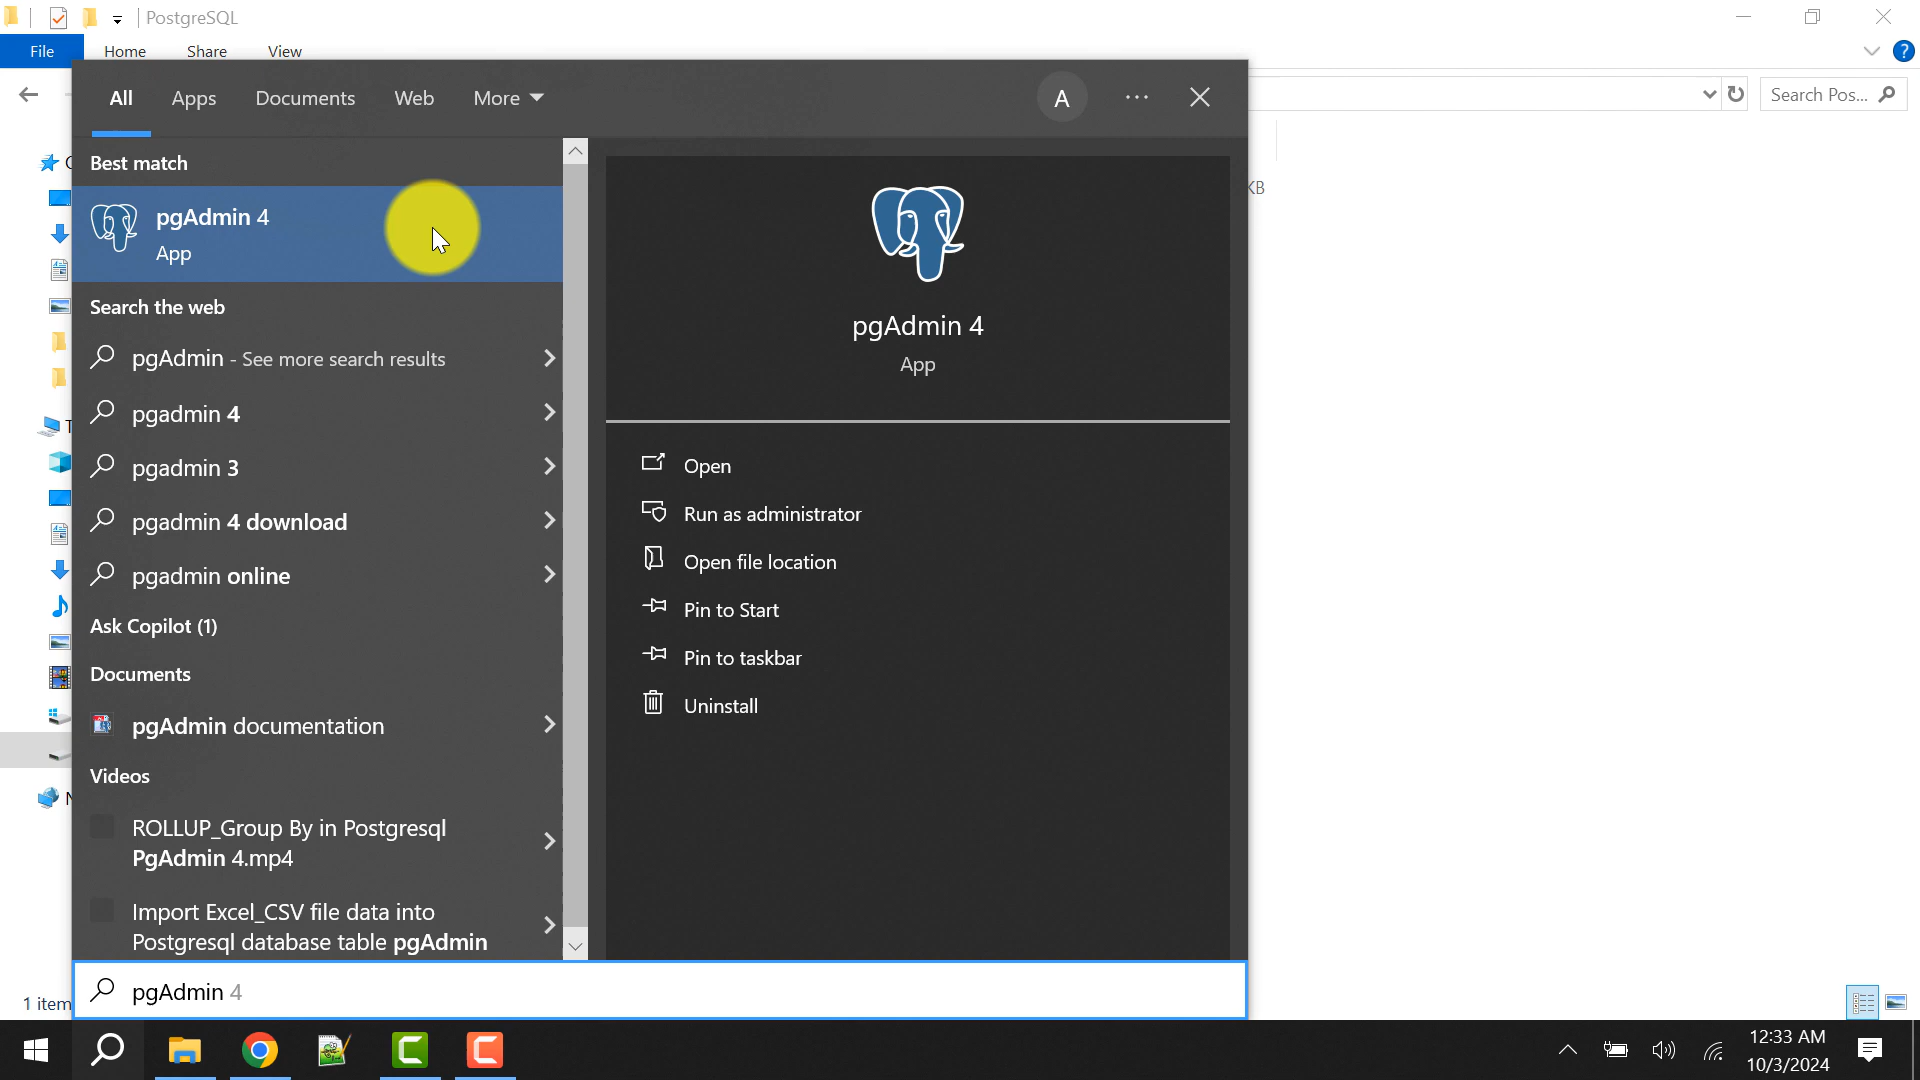 PostgreSQL
File Home Share View
Search Pos...
All Apps Documents Web More
A
Best match
pgAdmin 4
App
Search the web
pgAdmin - See more search results
pgadmin 4
pgadmin 3
pgadmin 4 download
pgadmin online
Ask Copilot (1)
Documents
pgAdmin documentation
Videos
ROLLUP_Group By in Postgresql
PgAdmin 4.mp4
Import Excel_CSV file data into
Postgresql database table pgAdmin
pgAdmin 4
App
Open
Run as administrator
Open file location
Pin to Start
Pin to taskbar
Uninstall
KB
1 item
pgAdmin 4
12:33 AM
10/3/2024